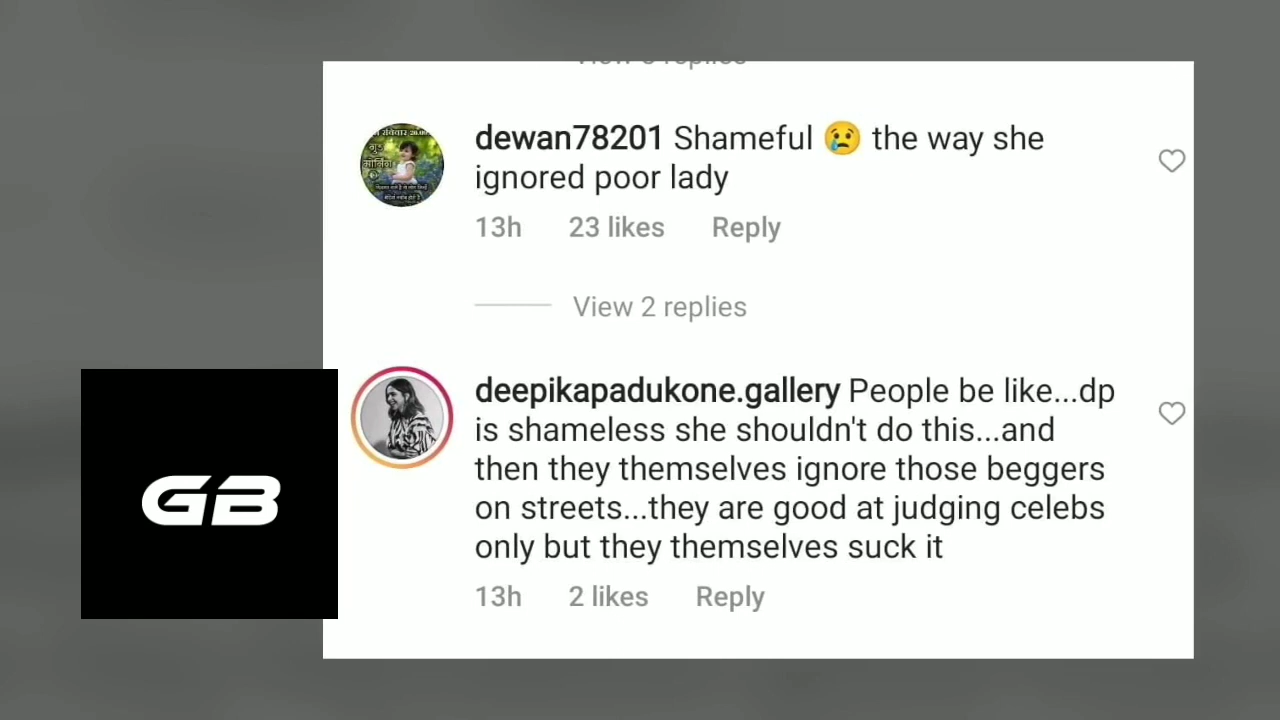 dewan78201 Shameful 😢 the way she
ignored poor lady
13h 23 likes Reply
View 2 replies
deepikapadukone.gallery People be like...dp
is shameless she shouldn't do this...and
then they themselves ignore those beggers
on streets...they are good at judging celebs
only but they themselves suck it
13h 2 likes Reply
GB